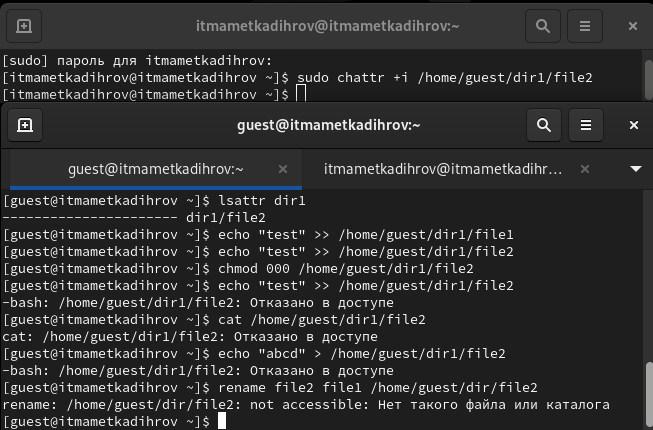 itmametkadihrov@itmametkadihrov:~
[sudo] пароль для itmametkadihrov:
[itmametkadihrov@itmametkadihrov ~]$ sudo chattr +i /home/guest/dir1/file2
[itmametkadihrov@itmametkadihrov ~]$
guest@itmametkadihrov:~
guest@itmametkadihrov:~ itmametkadihrov@itmametkadihr...
[guest@itmametkadihrov ~]$ lsattr dir1
---------------------- dir1/file2
[guest@itmametkadihrov ~]$ echo "test" >> /home/guest/dir1/file1
[guest@itmametkadihrov ~]$ echo "test" >> /home/guest/dir1/file2
[guest@itmametkadihrov ~]$ chmod 000 /home/guest/dir1/file2
[guest@itmametkadihrov ~]$ echo "test" >> /home/guest/dir1/file2
-bash: /home/guest/dir1/file2: Отказано в доступе
[guest@itmametkadihrov ~]$ cat /home/guest/dir1/file2
cat: /home/guest/dir1/file2: Отказано в доступе
[guest@itmametkadihrov ~]$ echo "abcd" > /home/guest/dir1/file2
-bash: /home/guest/dir1/file2: Отказано в доступе
[guest@itmametkadihrov ~]$ rename file2 file1 /home/guest/dir/file2
rename: /home/guest/dir/file2: not accessible: Нет такого файла или каталога
[guest@itmametkadihrov ~]$